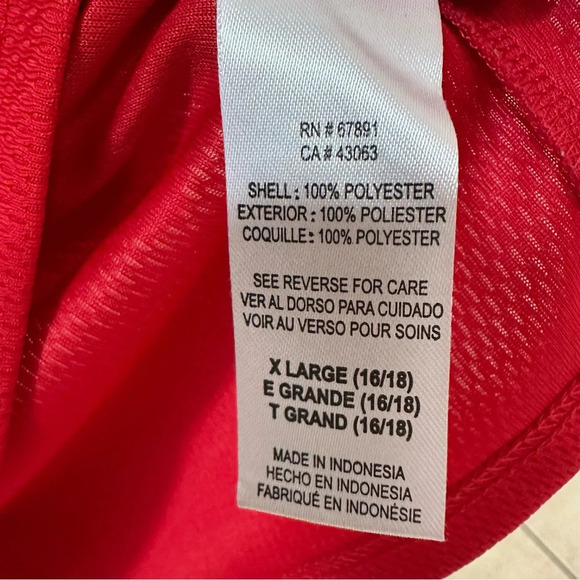 RN # 67891
CA # 43063
SHELL : 100% POLYESTER
EXTERIOR : 100% POLIESTER
COQUILLE : 100% POLYESTER
SEE REVERSE FOR CARE
VER AL DORSO PARA CUIDADO
VOIR AU VERSO POUR SOINS
X LARGE (16/18)
E GRANDE (16/18)
T GRAND (16/18)
MADE IN INDONESIA
HECHO EN INDONESIA
FABRIQUÉ EN INDONÉSIE